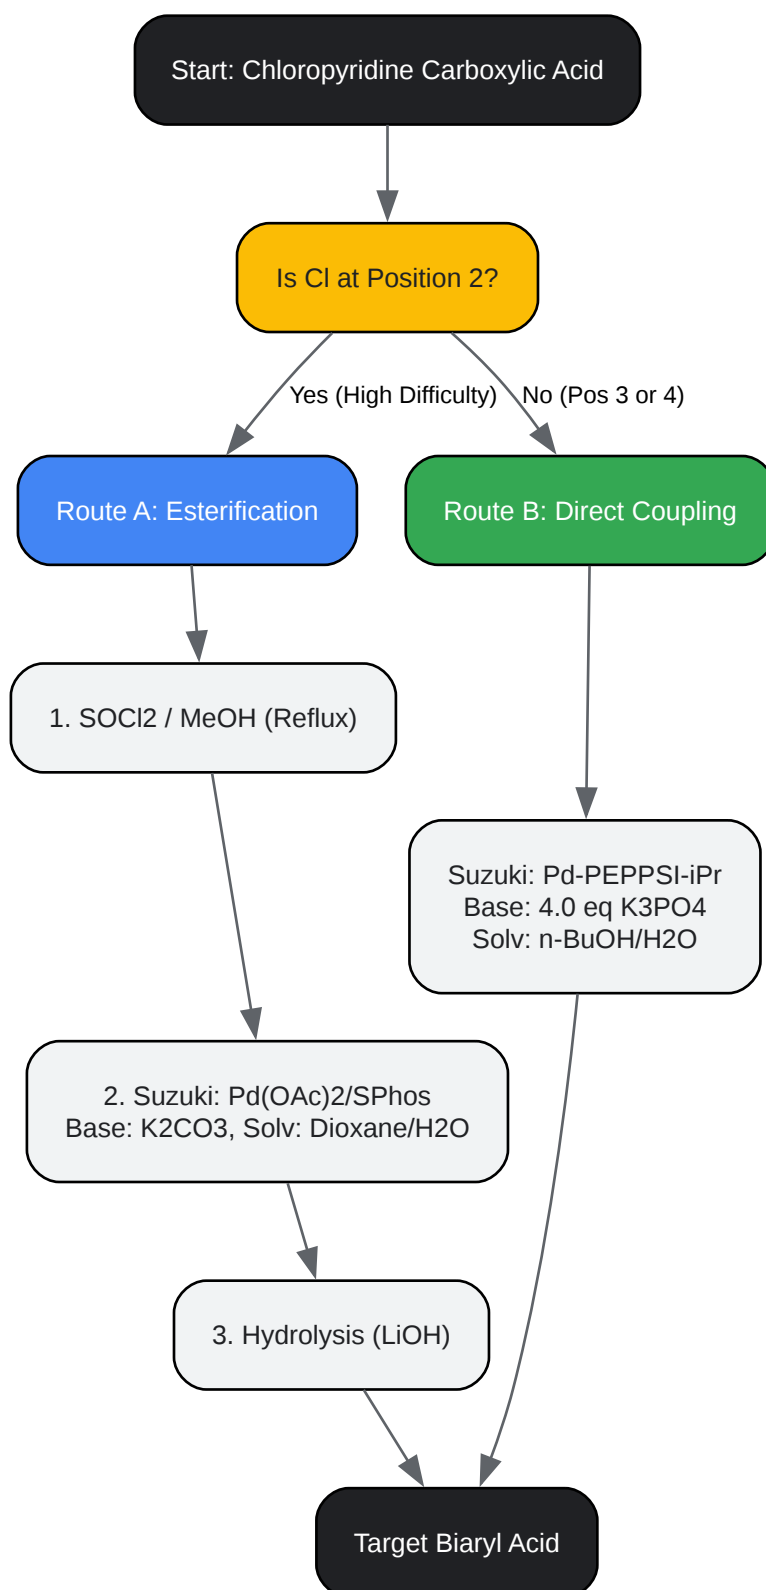 Start: Chloropyridine Carboxylic Acid
Is Cl at Position 2?
Yes (High Difficulty)
No (Pos 3 or 4)
Route A: Esterification
Route B: Direct Coupling
1. SOCl2 / MeOH (Reflux)
Suzuki: Pd-PEPPSI-iPr
Base: 4.0 eq K3PO4
Solv: n-BuOH/H2O
2. Suzuki: Pd(OAc)2/SPhos
Base: K2CO3, Solv: Dioxane/H2O
3. Hydrolysis (LiOH)
Target Biaryl Acid